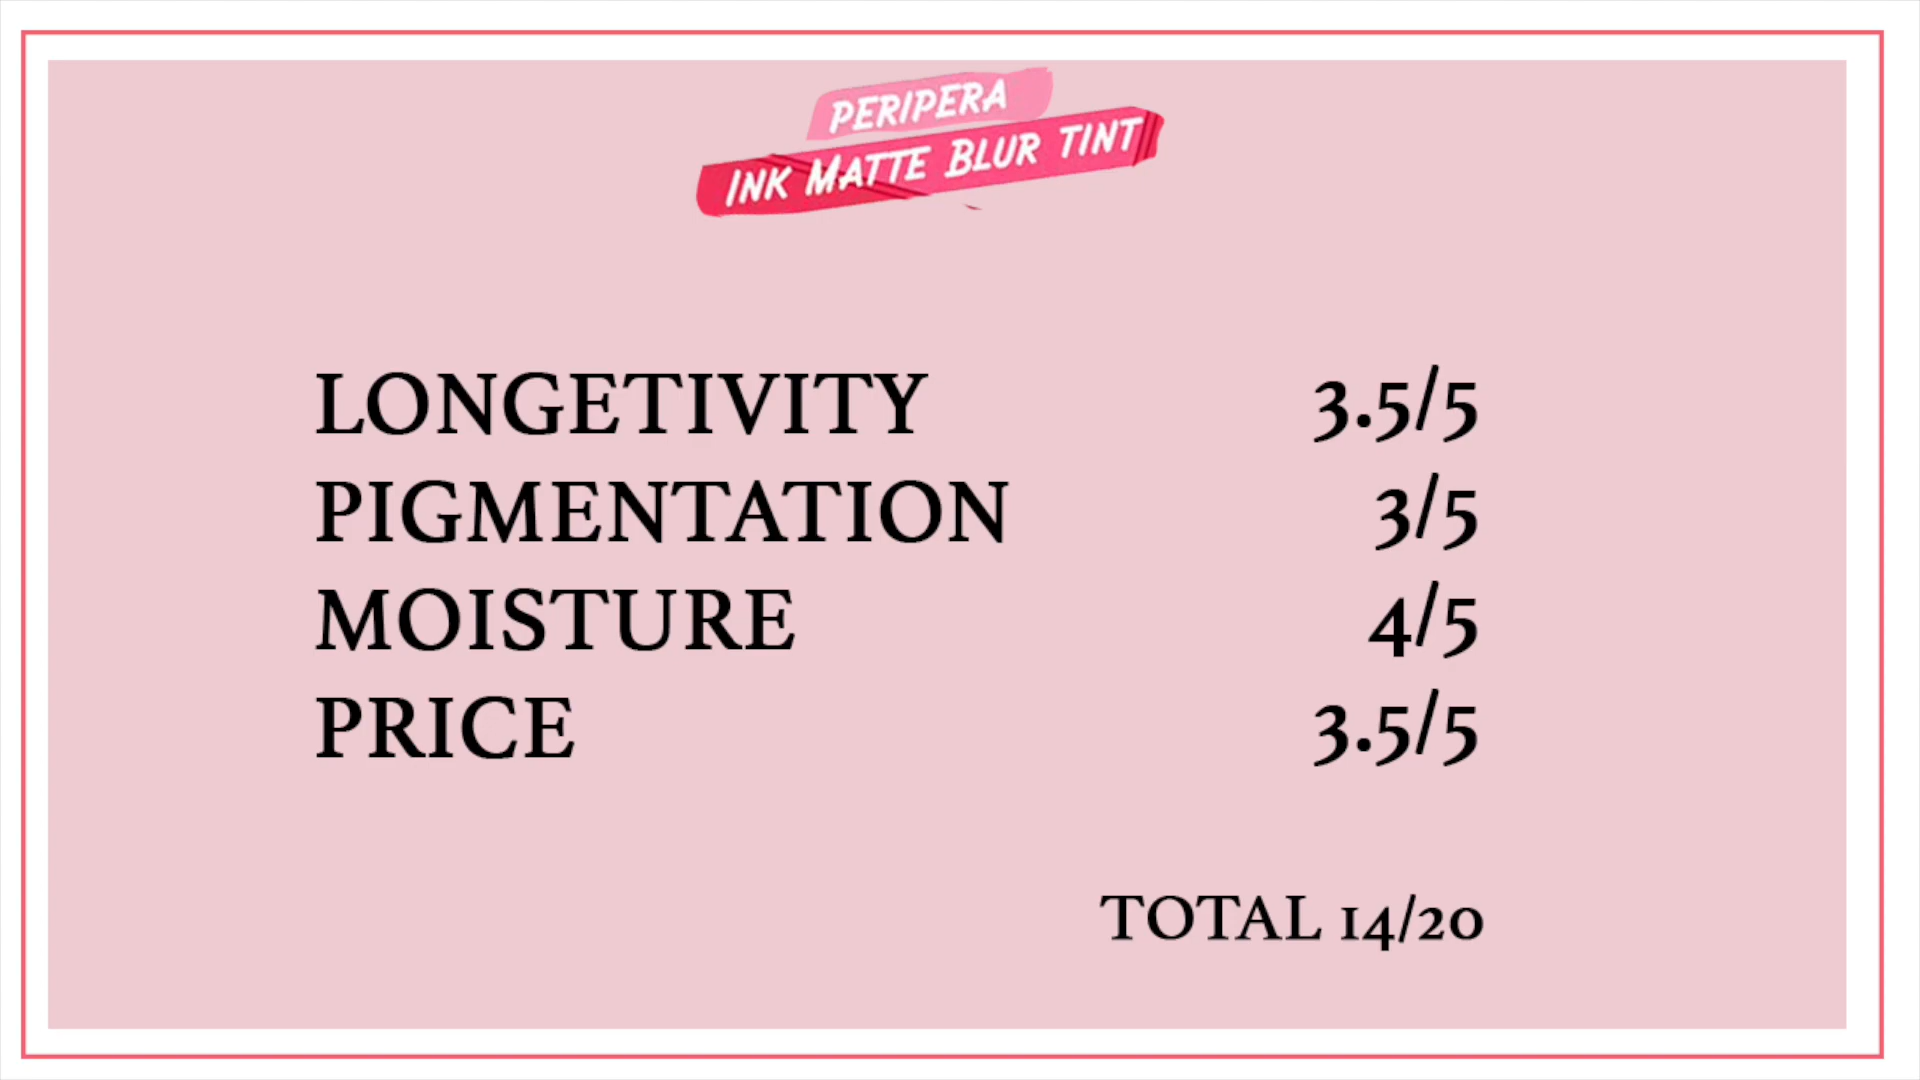 PERIPERA
INK MATTE BLUR TINT
LONGETIVITY 3.5/5
PIGMENTATION 3/5
MOISTURE 4/5
PRICE 3.5/5
TOTAL 14/20